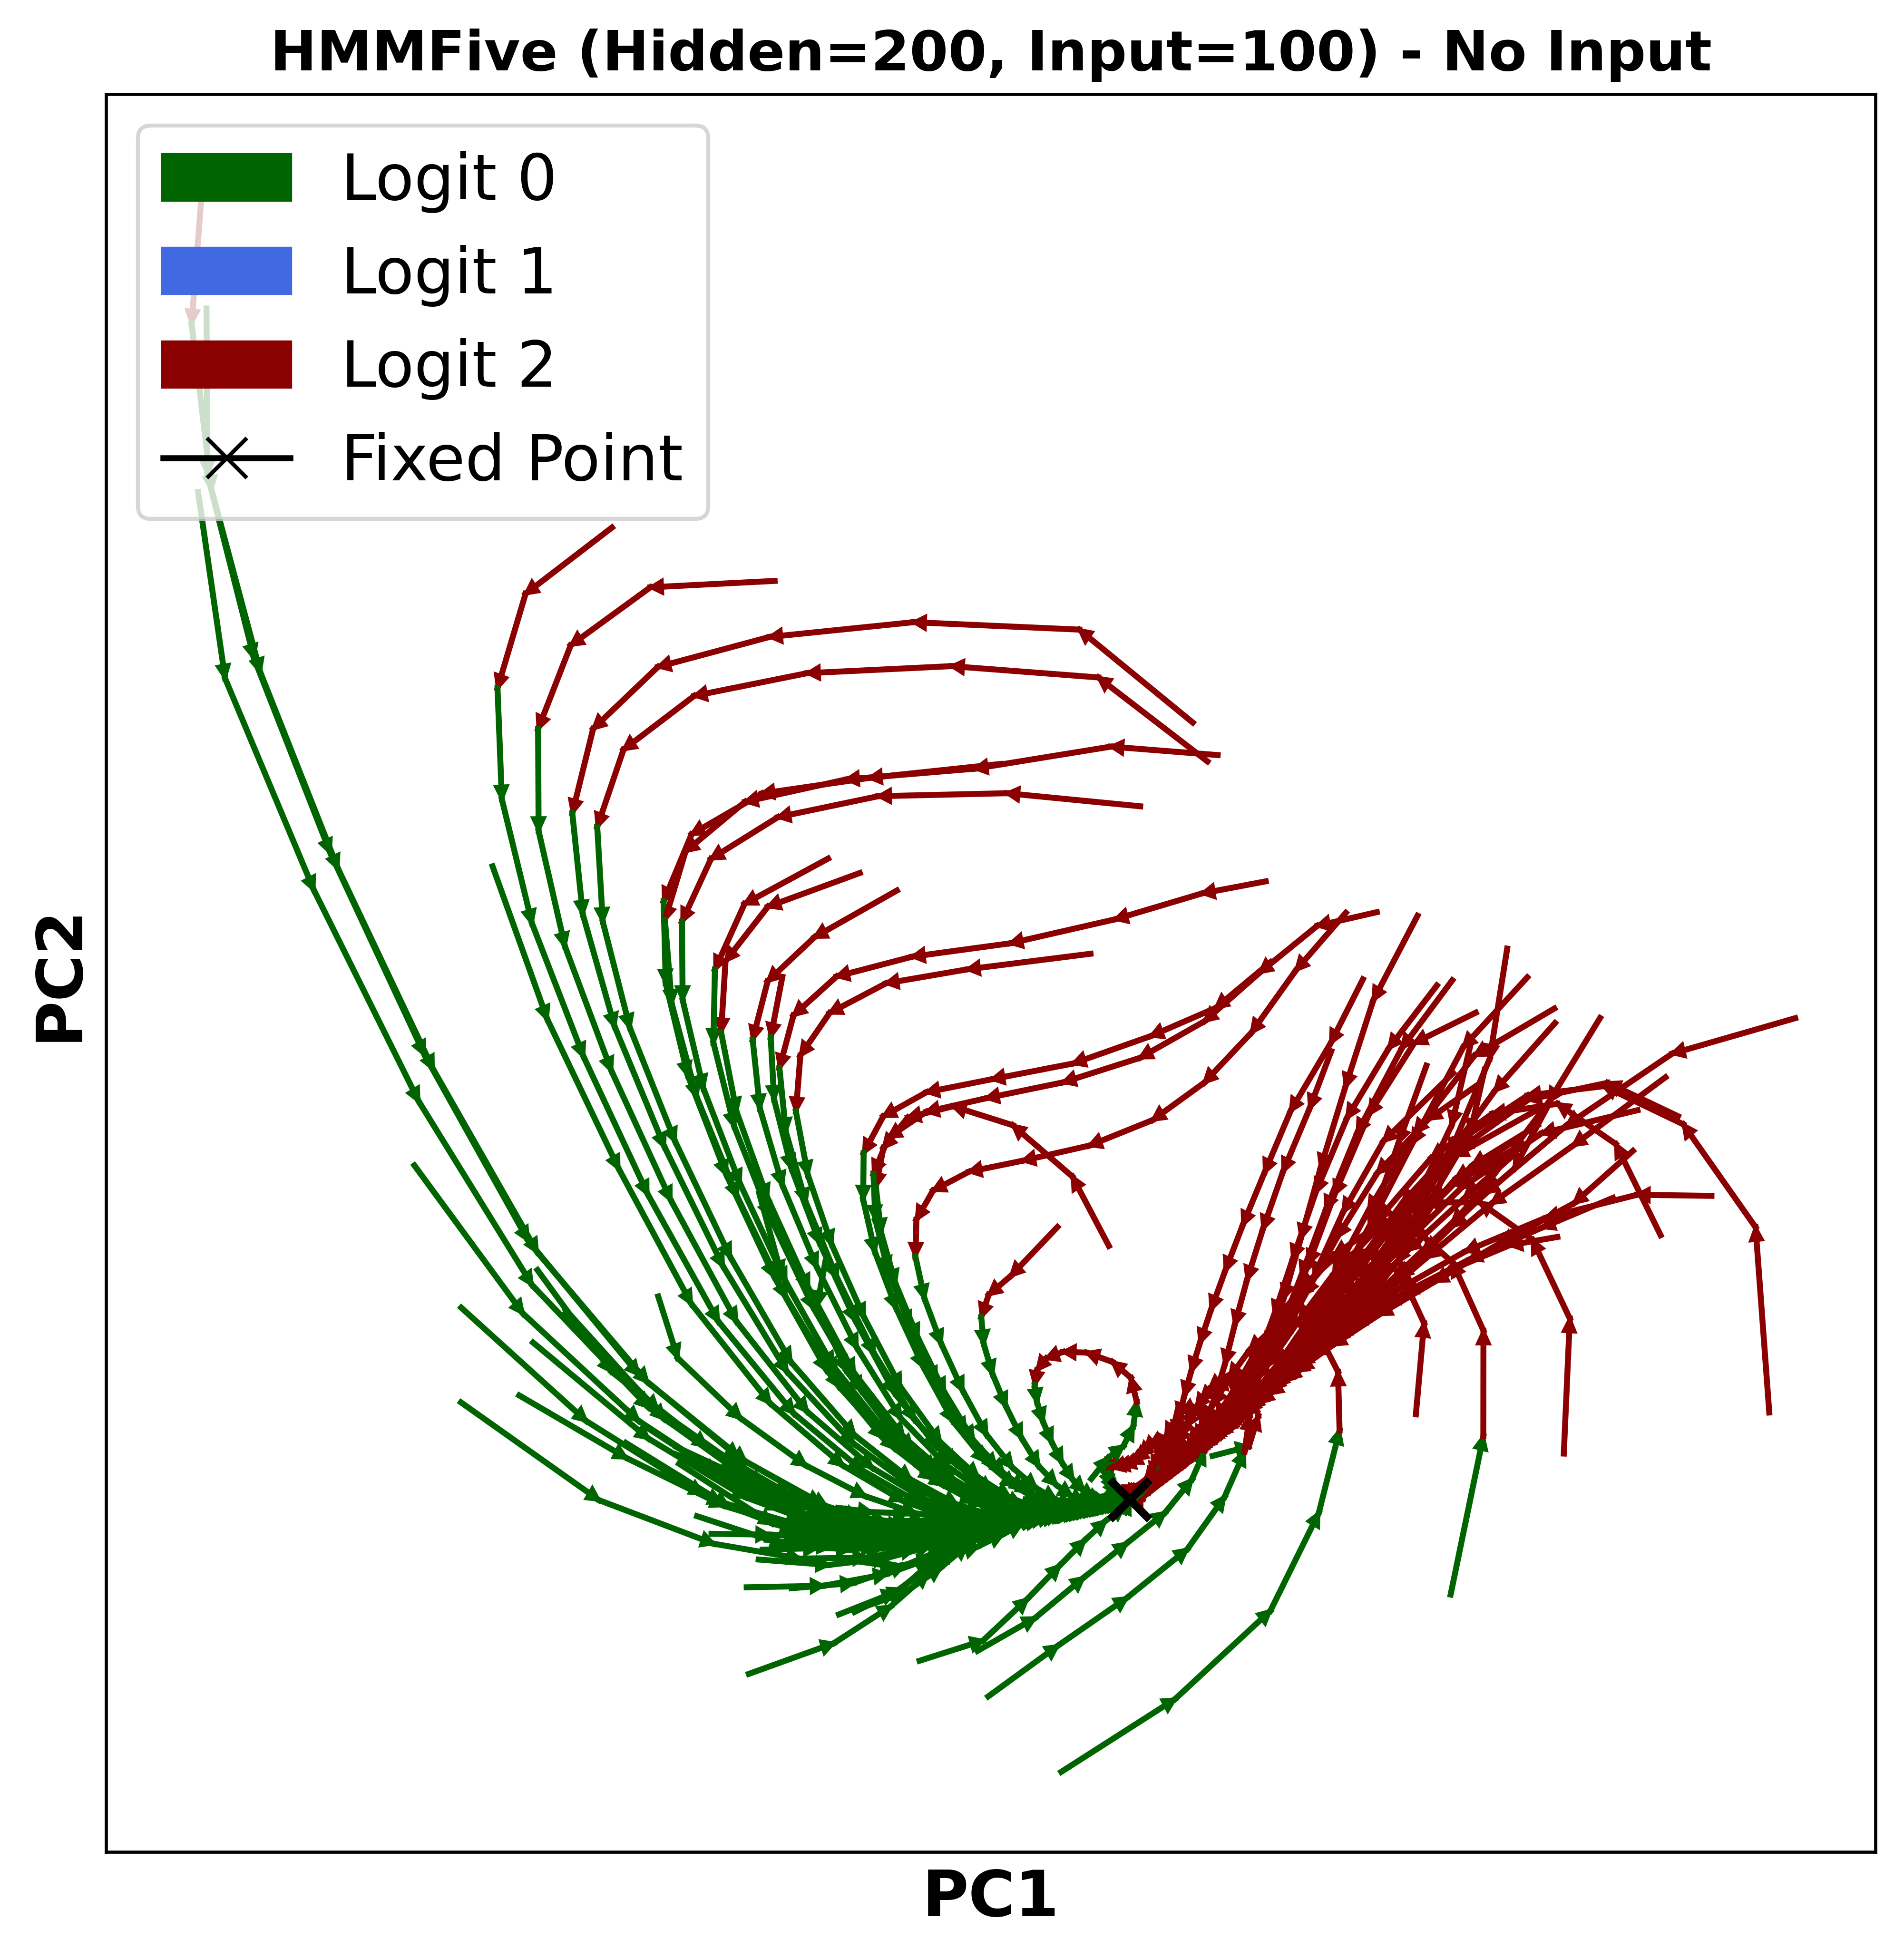 HMMFive (Hidden=200, Input=100) - No Input
Logit 0
Logit 1
Logit 2
Fixed Point
PC2
PC1